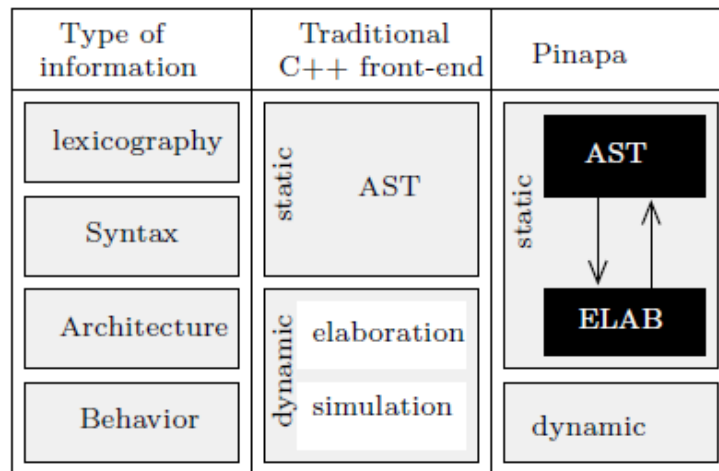 Type of
information
Traditional
C++ front-end
Pinapa
lexicography
Syntax
Architecture
Behavior
static
AST
dynamic
elaboration
simulation
static
AST
ELAB
dynamic